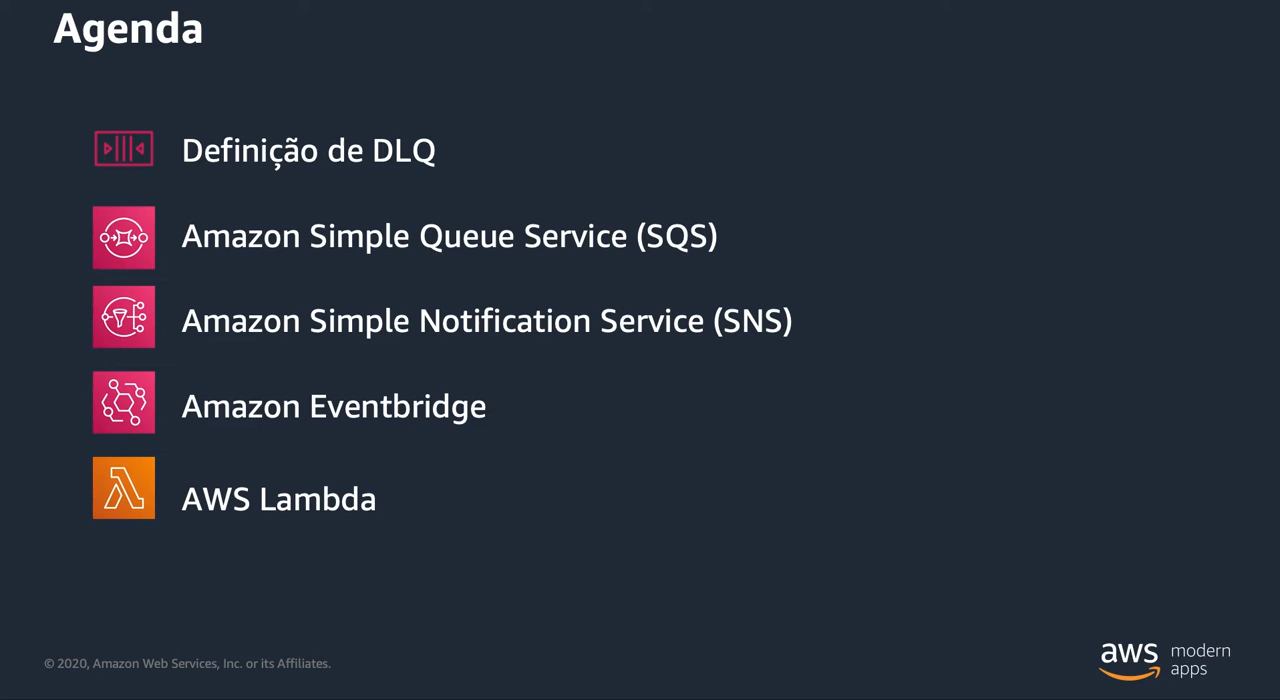 Agenda
Definição de DLQ
Amazon Simple Queue Service (SQS)
Amazon Simple Notification Service (SNS)
Amazon Eventbridge
AWS Lambda
© 2020, Amazon Web Services, Inc. or its Affiliates.
aws modern
apps